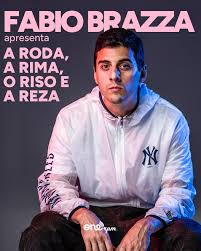 FABIO BRAZZA
apresenta
A RODA,
A RIMA,
O RISO E
A REZA
NY